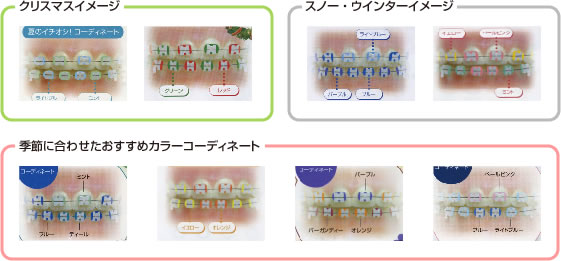 クリスマスイメージ
夏のイチオシ! コーディネート
ライトブルー
ミント
グリーン
レッド
スノー・ウインターイメージ
ライトブルー
パープル
ブルー
イエロー
ペールピンク
ミント
季節に合わせたおすすめカラーコーディネート
コーディネート
ミント
ブルー
ティール
イエロー
オレンジ
コーディネート
パープル
バーガンディー
オレンジ
コーディネート
ペールピンク
ブルー
ライトブルー